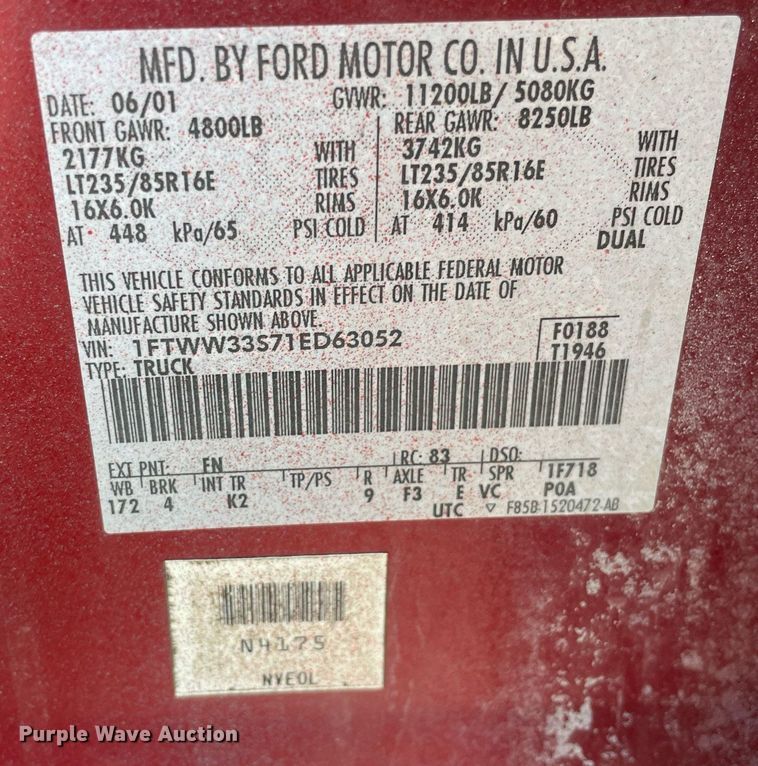 MFD. BY FORD MOTOR CO. IN U.S.A.
DATE: 06/01 GVWR: 11200LB/ 5080KG
FRONT GAWR: 4800LB REAR GAWR: 8250LB
2177KG WITH 3742KG WITH
LT235/85R16E TIRES LT235/85R16E TIRES
16X6.0K RIMS 16X6.0K RIMS
AT 448 kPa/65 PSI COLD AT 414 kPa/60 PSI COLD
DUAL
THIS VEHICLE CONFORMS TO ALL APPLICABLE FEDERAL MOTOR
VEHICLE SAFETY STANDARDS IN EFFECT ON THE DATE OF
MANUFACTURE SHOWN ABOVE.
VIN: 1FTWW33S71ED63052 F0188
TYPE: TRUCK T1946
EXT PNT: FN RC: 83 DSO:
WB BRK INT TR TP/PS R AXLE TR SPR 1F718
172 4 K2 9 F3 E VC P0A
UTC ▽ F85B-1520472-AB
N4175
NVEOL
Purple Wave Auction